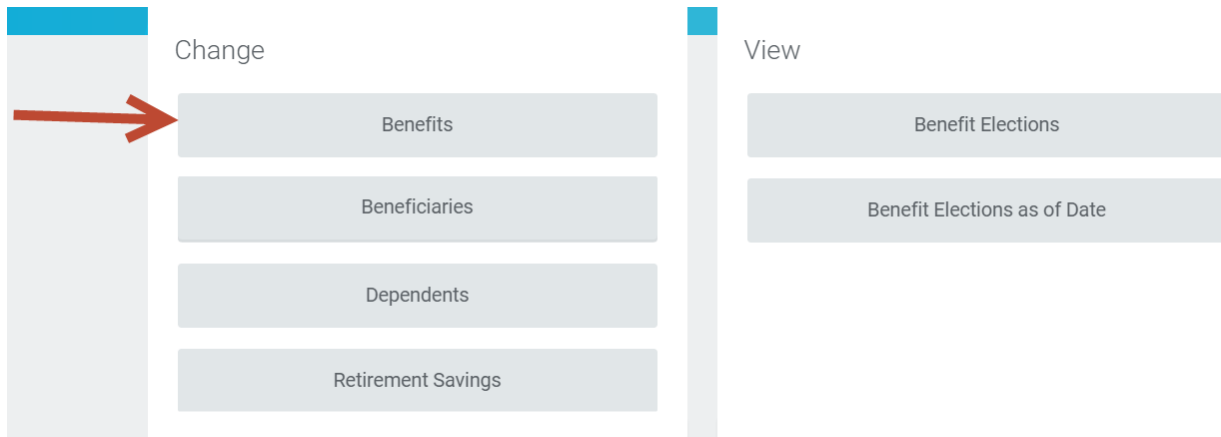 Change
Benefits
Beneficiaries
Dependents
Retirement Savings
View
Benefit Elections
Benefit Elections as of Date